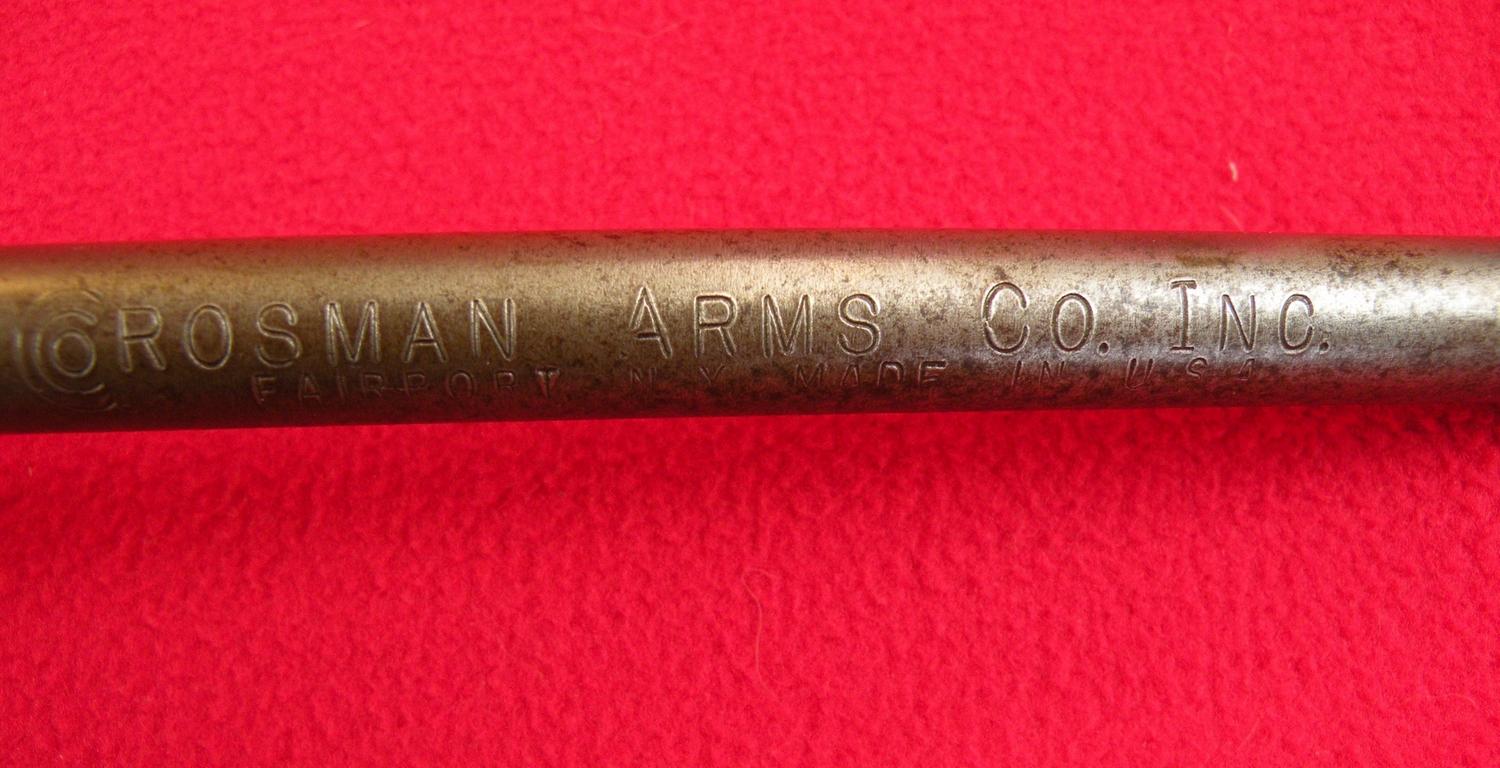 CROSMAN ARMS CO. INC.
FAIRPORT N.Y. MADE IN U.S.A.